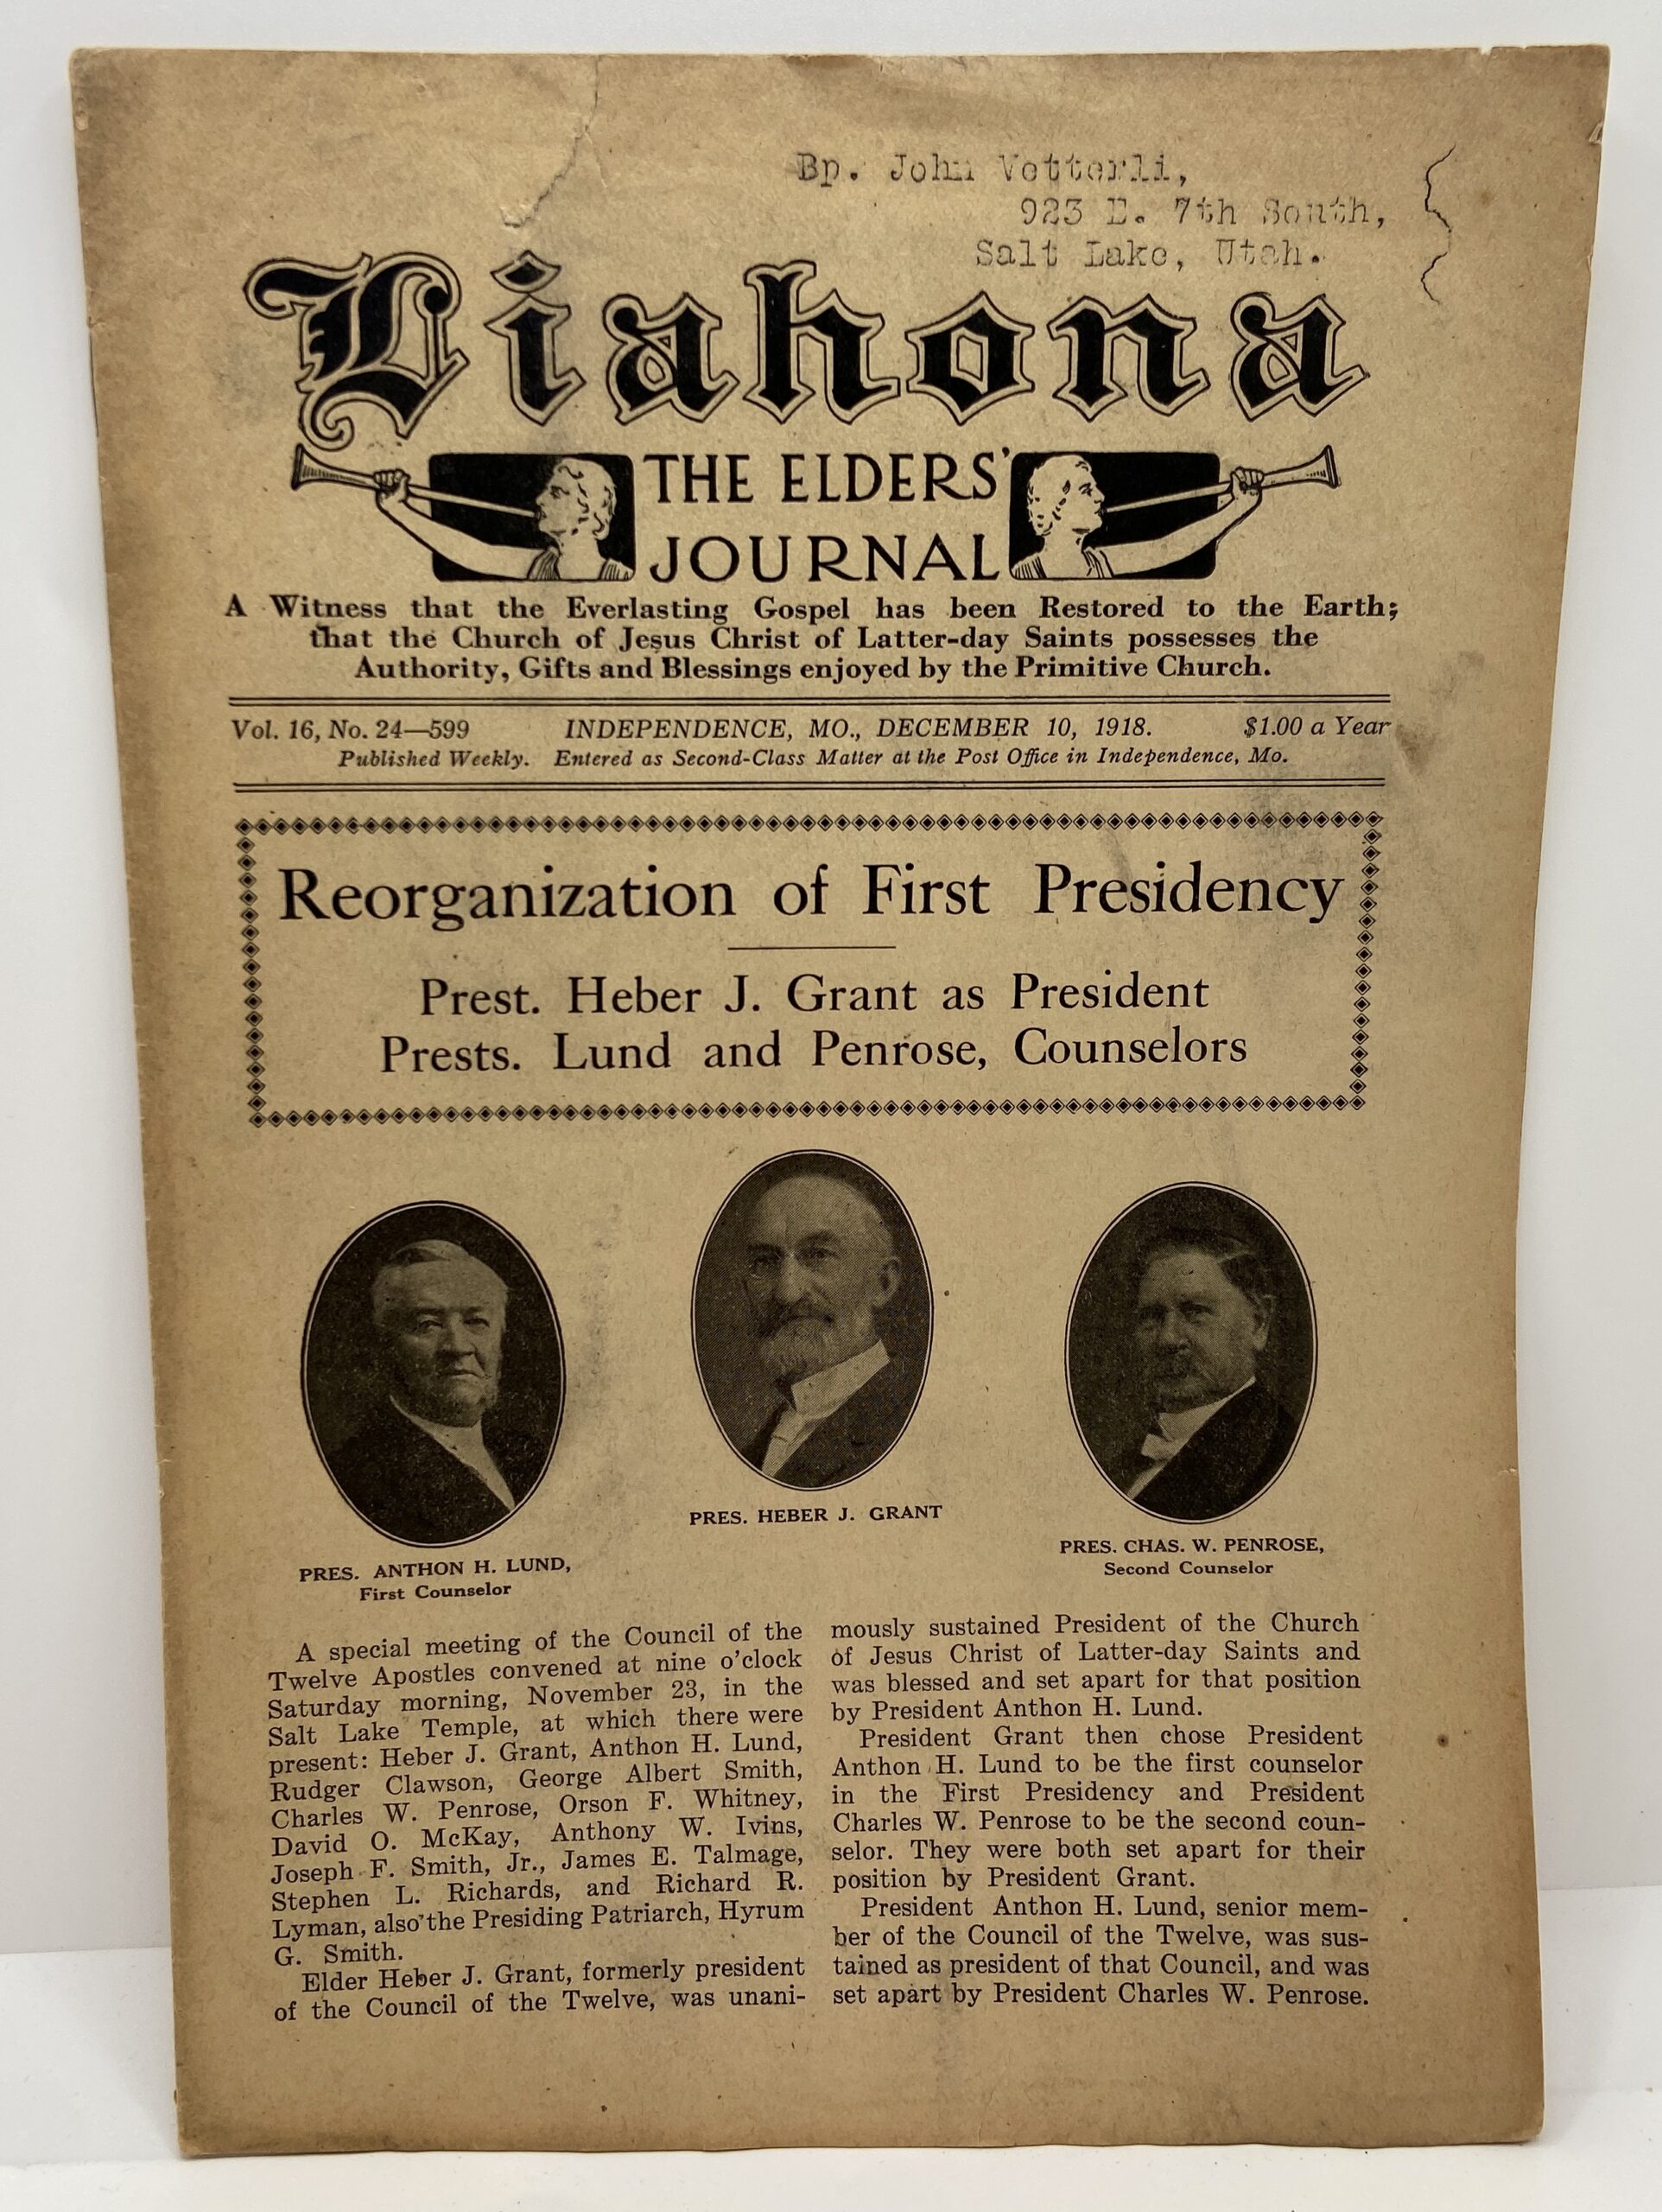 Bp. John Vetterli,
923 E. 7th South,
Salt Lake, Utah.
Liahona
THE ELDERS'
JOURNAL
A Witness that the Everlasting Gospel has been Restored to the Earth;
that the Church of Jesus Christ of Latter-day Saints possesses the
Authority, Gifts and Blessings enjoyed by the Primitive Church.
Vol. 16, No. 24—599 INDEPENDENCE, MO., DECEMBER 10, 1918. $1.00 a Year
Published Weekly. Entered as Second-Class Matter at the Post Office in Independence, Mo.
Reorganization of First Presidency
Prest. Heber J. Grant as President
Prests. Lund and Penrose, Counselors
PRES. ANTHON H. LUND,
First Counselor
PRES. HEBER J. GRANT
PRES. CHAS. W. PENROSE,
Second Counselor
A special meeting of the Council of the
Twelve Apostles convened at nine o'clock
Saturday morning, November 23, in the
Salt Lake Temple, at which there were
present: Heber J. Grant, Anthon H. Lund,
Rudger Clawson, George Albert Smith,
Charles W. Penrose, Orson F. Whitney,
David O. McKay, Anthony W. Ivins,
Joseph F. Smith, Jr., James E. Talmage,
Stephen L. Richards, and Richard R.
Lyman, also the Presiding Patriarch, Hyrum
G. Smith.
Elder Heber J. Grant, formerly president
of the Council of the Twelve, was unani-
mously sustained President of the Church
of Jesus Christ of Latter-day Saints and
was blessed and set apart for that position
by President Anthon H. Lund.
President Grant then chose President
Anthon H. Lund to be the first counselor
in the First Presidency and President
Charles W. Penrose to be the second coun-
selor. They were both set apart for their
position by President Grant.
President Anthon H. Lund, senior mem-
ber of the Council of the Twelve, was sus-
tained as president of that Council, and was
set apart by President Charles W. Penrose.